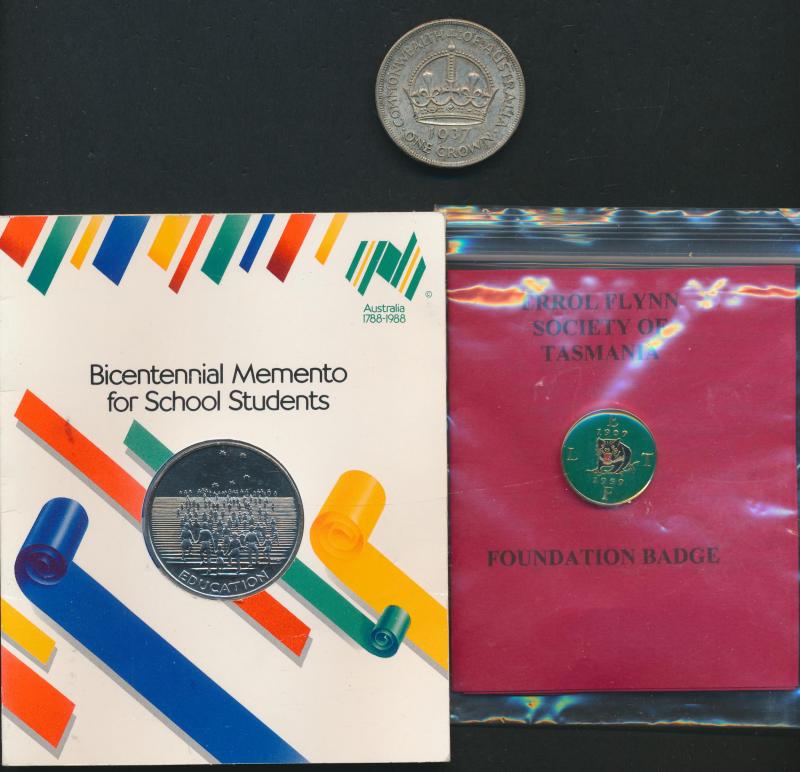 COMMONWEALTH OF AUSTRALIA
1937
ONE CROWN
Australia
1788-1988
©
Bicentennial Memento
for School Students
EDUCATION
ERROL FLYNN
SOCIETY OF
TASMANIA
E
1997
L T
1959
F
FOUNDATION BADGE